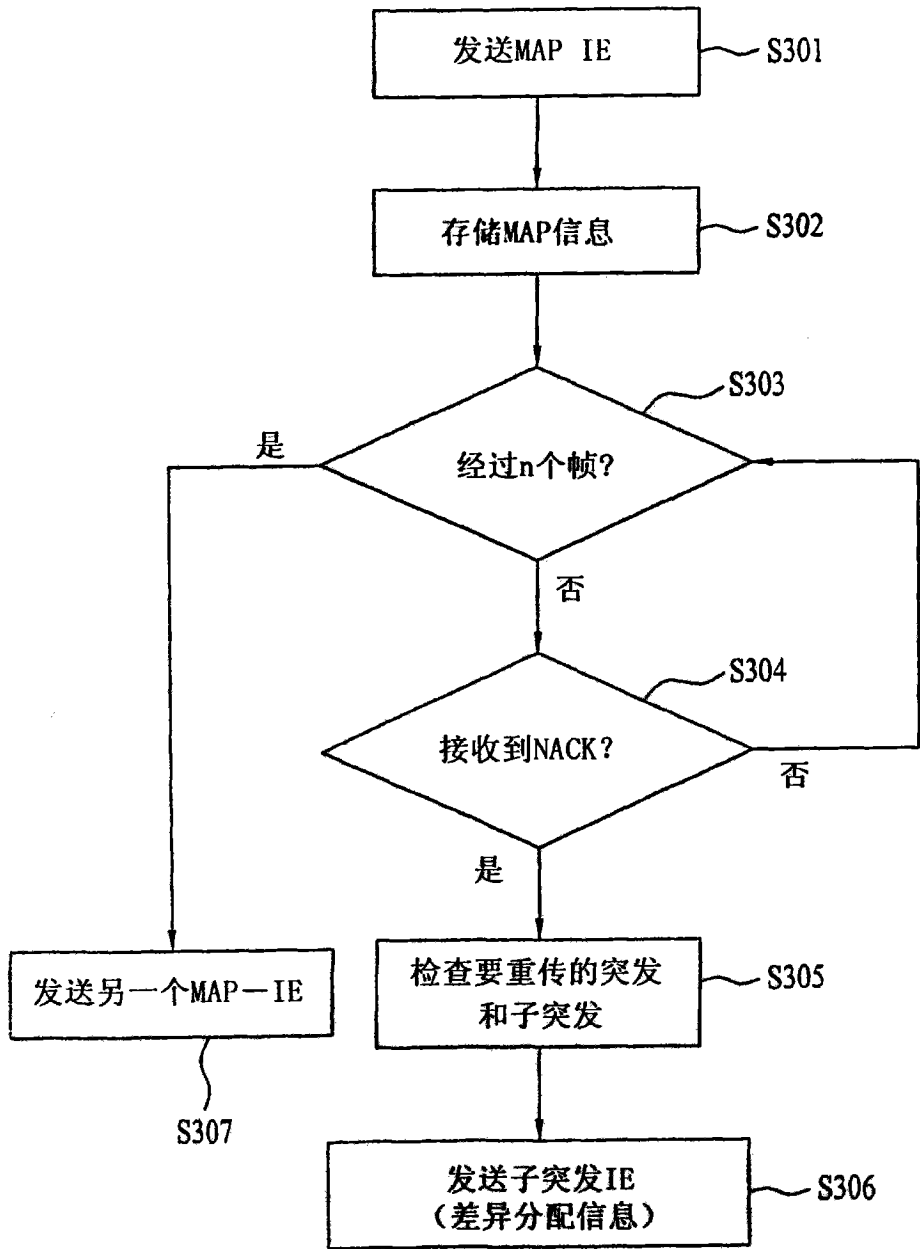 发送MAP IE
S301
存储MAP信息
S302
S303
是
经过n个帧?
否
S304
接收到NACK?
否
是
检查要重传的突发
和子突发
S305
发送另一个MAP－IE
S307
发送子突发IE
（差异分配信息）
S306